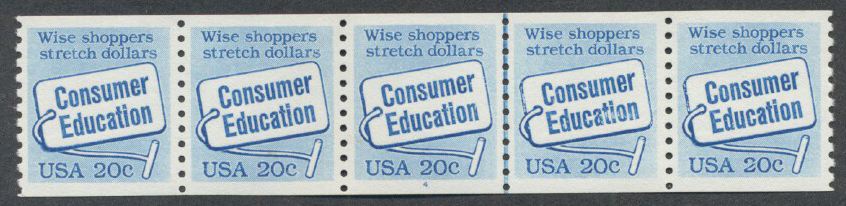 Wise shoppers
stretch dollars
Consumer
Education
USA 20c
Wise shoppers
stretch dollars
Consumer
Education
USA 20c
Wise shoppers
stretch dollars
Consumer
Education
USA 20c
4
Wise shoppers
stretch dollars
Consumer
Education
USA 20c
Wise shoppers
stretch dollars
Consumer
Education
USA 20c